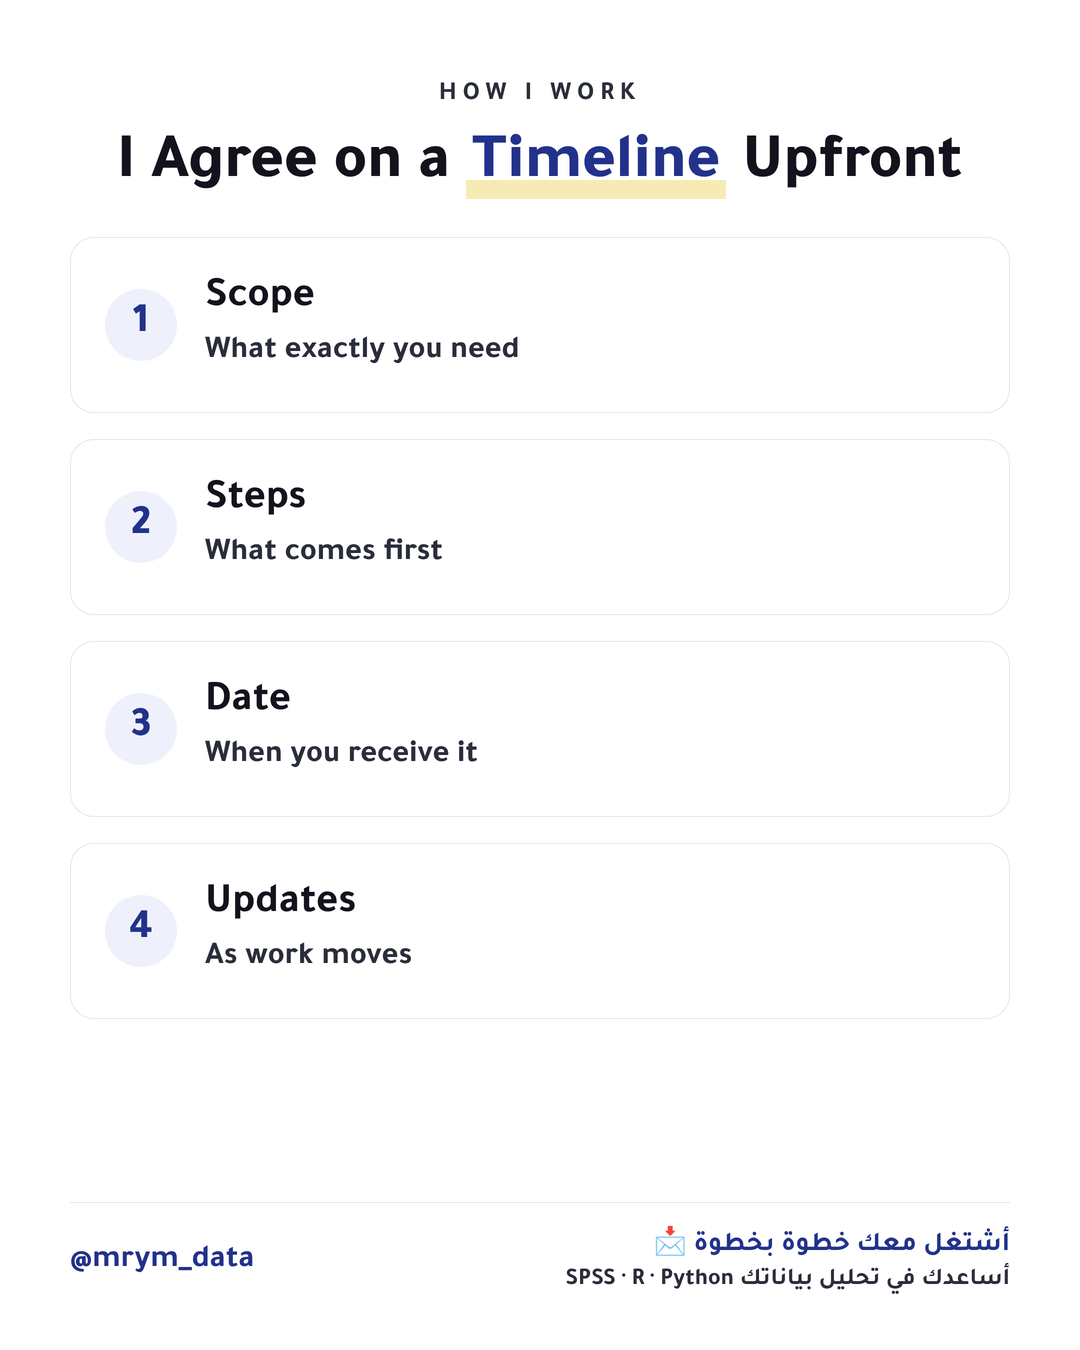 HOW I WORK
I Agree on a Timeline Upfront
1
Scope
What exactly you need
2
Steps
What comes first
3
Date
When you receive it
4
Updates
As work moves
@mrym_data
أشتغل معك خطوة بخطوة 📩
أساعدك في تحليل بياناتك SPSS · R · Python